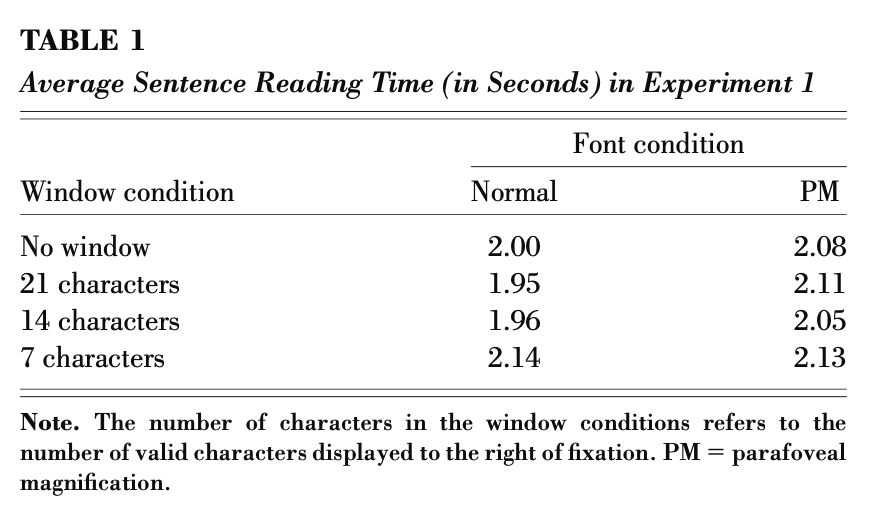 TABLE 1
Average Sentence Reading Time (in Seconds) in Experiment 1
Font condition
Window condition Normal PM
No window 2.00 2.08
21 characters 1.95 2.11
14 characters 1.96 2.05
7 characters 2.14 2.13
Note. The number of characters in the window conditions refers to the
number of valid characters displayed to the right of fixation. PM = parafoveal
magnification.